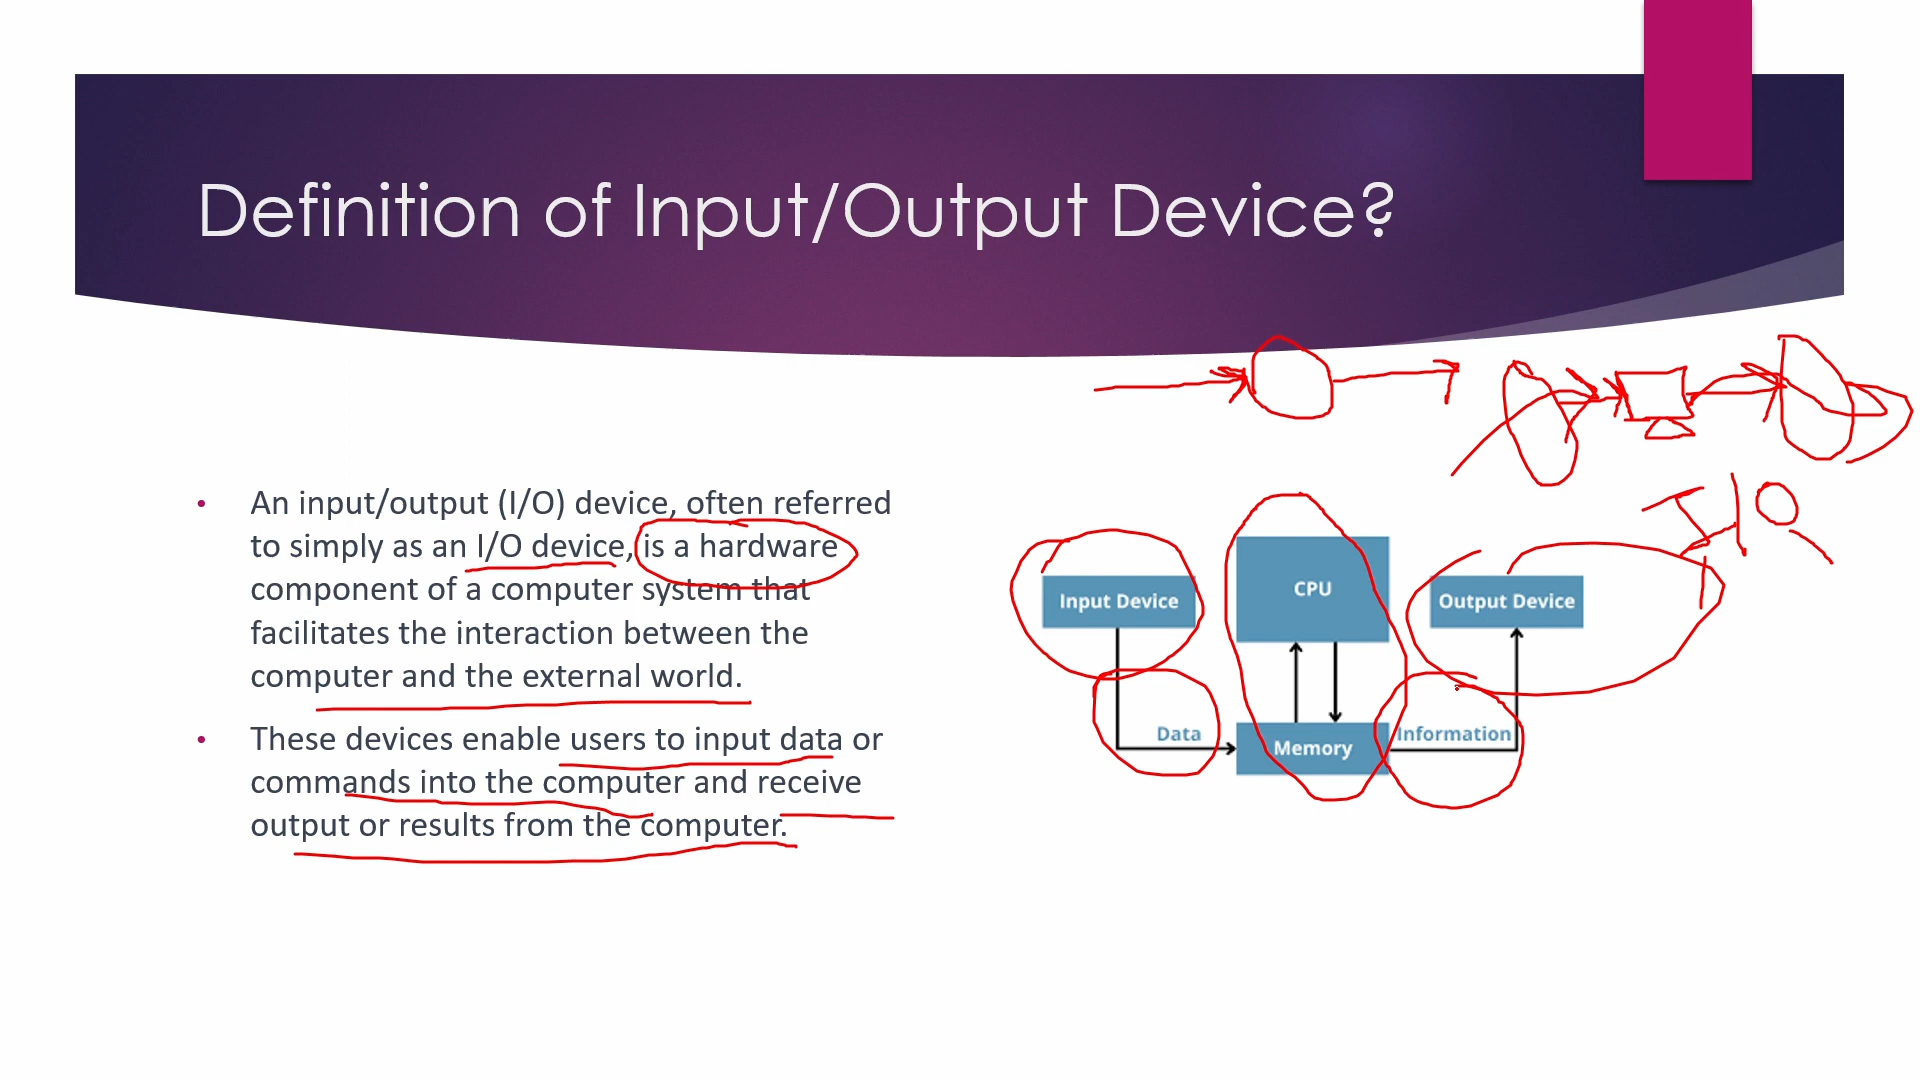 Definition of Input/Output Device?
• An input/output (I/O) device, often referred
to simply as an I/O device, is a hardware
component of a computer system that
facilitates the interaction between the
computer and the external world.
• These devices enable users to input data or
commands into the computer and receive
output or results from the computer.
I/O
Input Device
CPU
Output Device
Data
Memory
Information